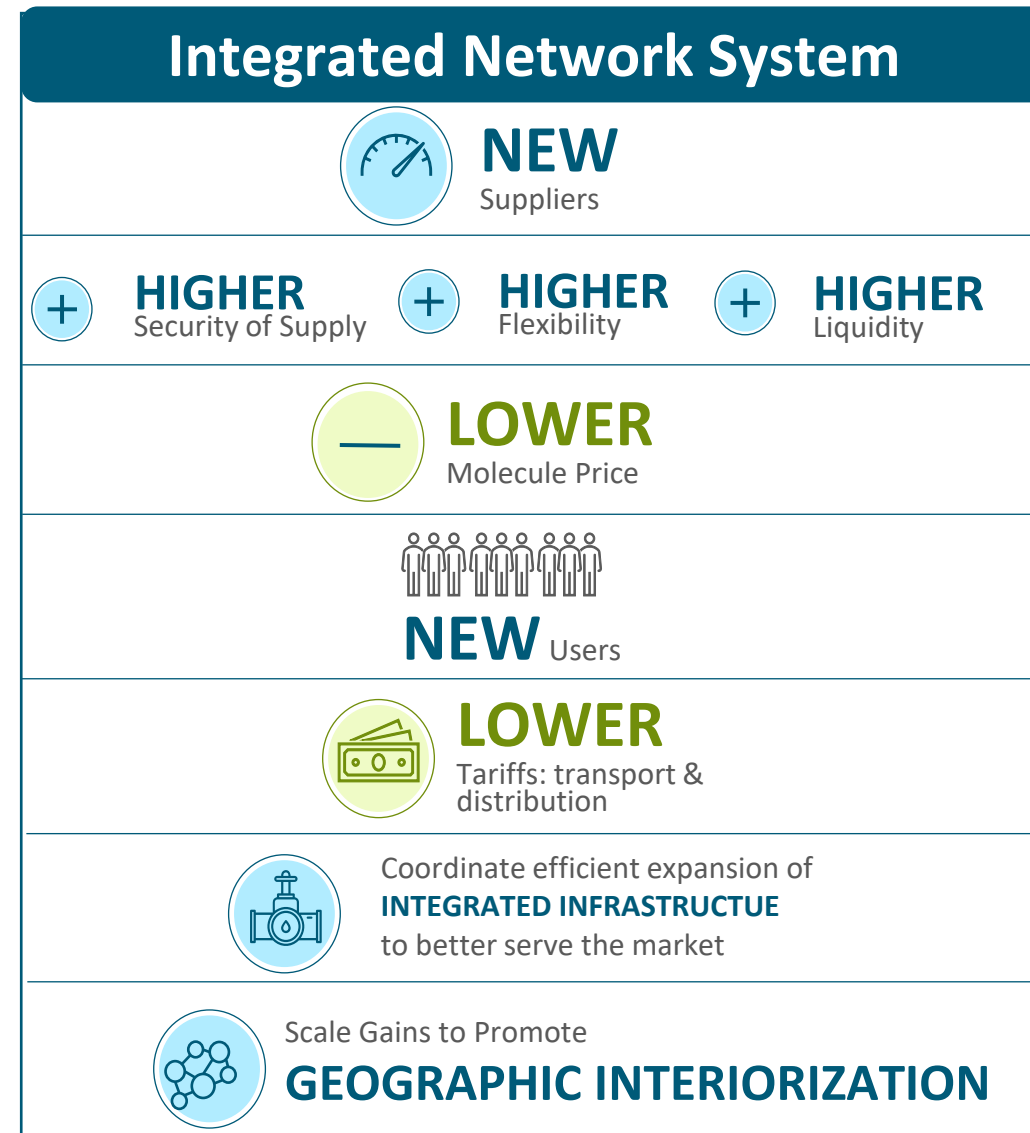 Integrated Network System
NEW
Suppliers
HIGHER
Security of Supply
HIGHER
Flexibility
HIGHER
Liquidity
LOWER
Molecule Price
NEW Users
LOWER
Tariffs: transport &
distribution
Coordinate efficient expansion of
INTEGRATED INFRASTRUCTUE
to better serve the market
Scale Gains to Promote
GEOGRAPHIC INTERIORIZATION